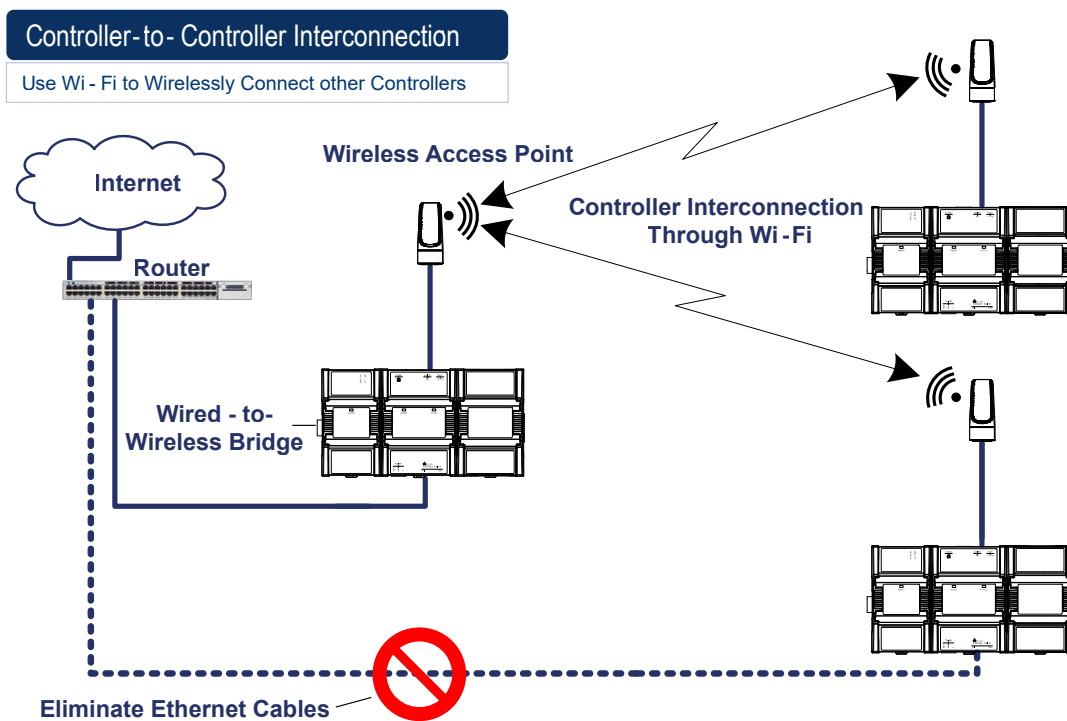 Controller-to- Controller Interconnection
Use Wi - Fi to Wirelessly Connect other Controllers
Internet
Router
Wireless Access Point
Controller Interconnection
Through Wi -Fi
Wired - to-
Wireless Bridge
Eliminate Ethernet Cables